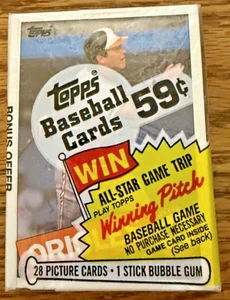 Topps
Topps
Baseball
Cards
59¢
BONUS OFFER
WIN
ALL-STAR GAME TRIP
PLAY TOPPS
Winning Pitch
BASEBALL GAME
NO PURCHASE NECESSARY
GAME CARD INSIDE
(See back)
ORI
28 PICTURE CARDS • 1 STICK BUBBLE GUM